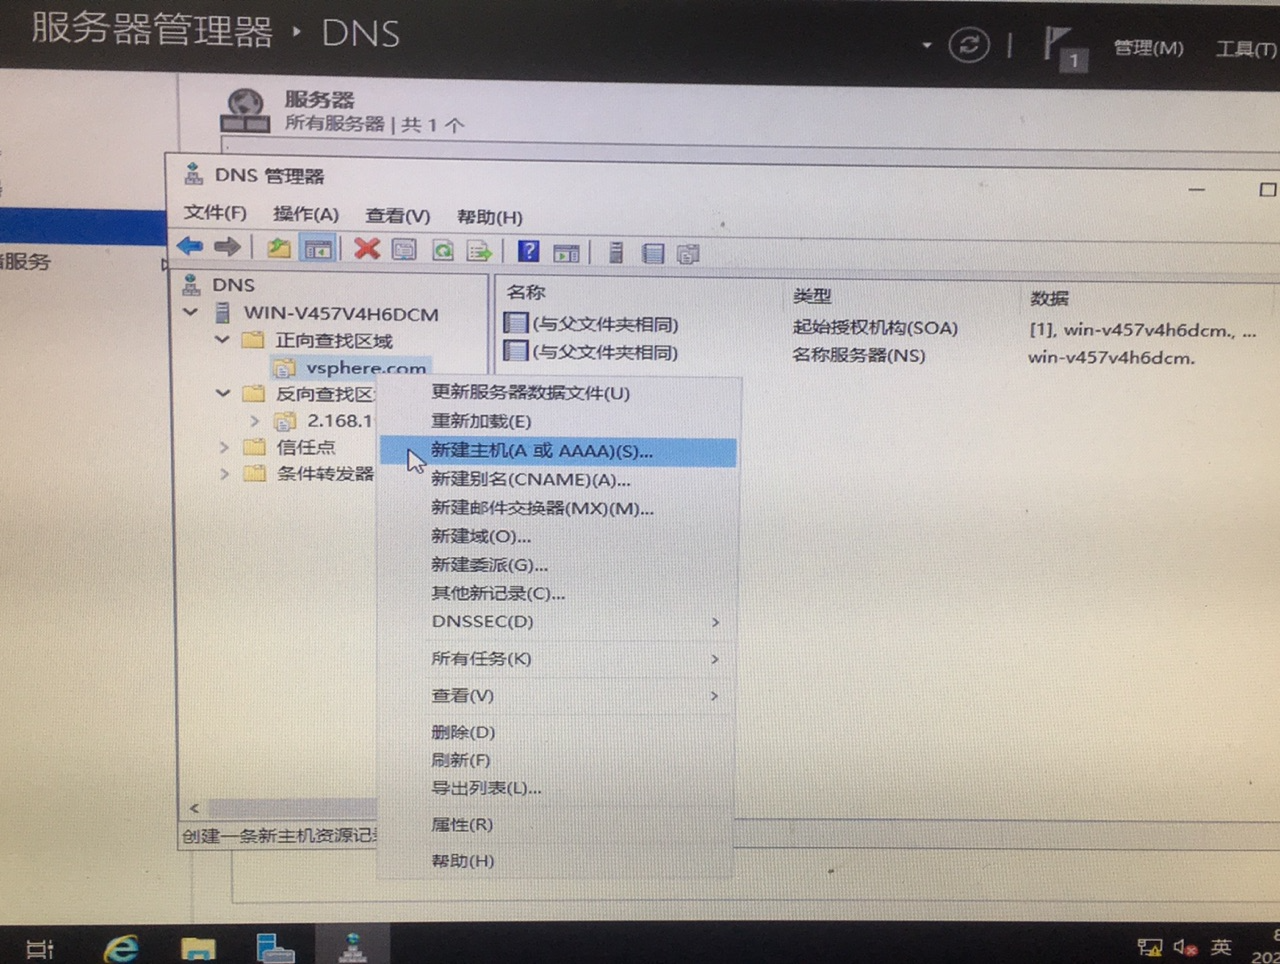 服务器管理器 ‣ DNS
1
管理(M)
工具(T)
服务器
所有服务器 | 共 1 个
DNS 管理器
文件(F) 操作(A) 查看(V) 帮助(H)
服务
DNS
WIN-V457V4H6DCM
正向查找区域
vsphere.com
反向查找区
2.168.1
信任点
条件转发器
名称 类型 数据
(与父文件夹相同) 起始授权机构(SOA) [1], win-v457v4h6dcm., ...
(与父文件夹相同) 名称服务器(NS) win-v457v4h6dcm.
更新服务器数据文件(U)
重新加载(E)
新建主机(A 或 AAAA)(S)...
新建别名(CNAME)(A)...
新建邮件交换器(MX)(M)...
新建域(O)...
新建委派(G)...
其他新记录(C)...
DNSSEC(D)
所有任务(K)
查看(V)
删除(D)
刷新(F)
导出列表(L)...
属性(R)
帮助(H)
创建一条新主机资源记
英